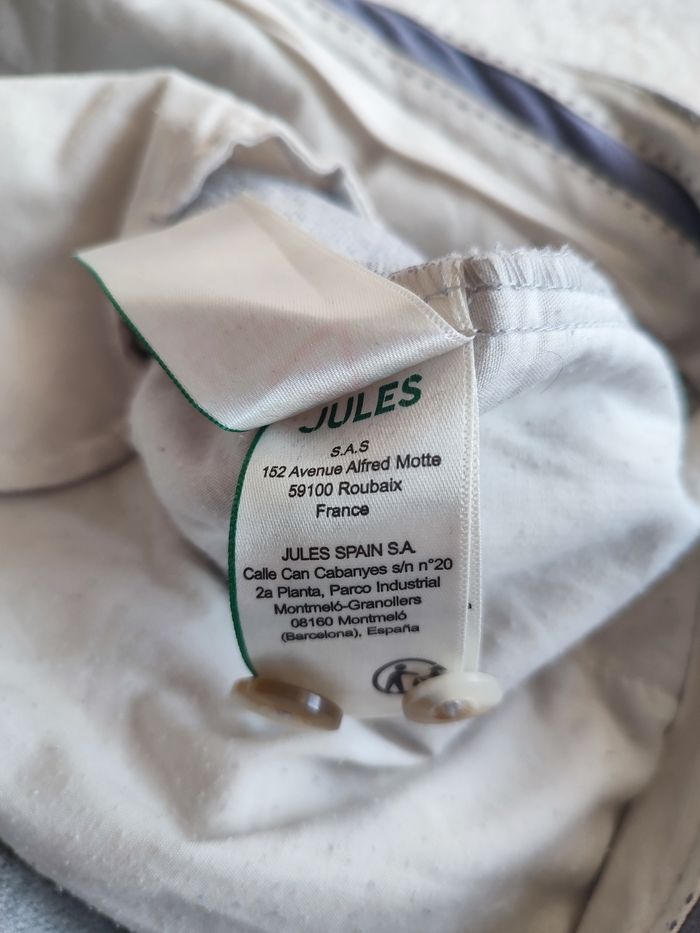 JULES
S.A.S
152 Avenue Alfred Motte
59100 Roubaix
France
JULES SPAIN S.A.
Calle Can Cabanyes s/n n°20
2a Planta, Parco Industrial
Montmeló-Granollers
08160 Montmeló
(Barcelona), España